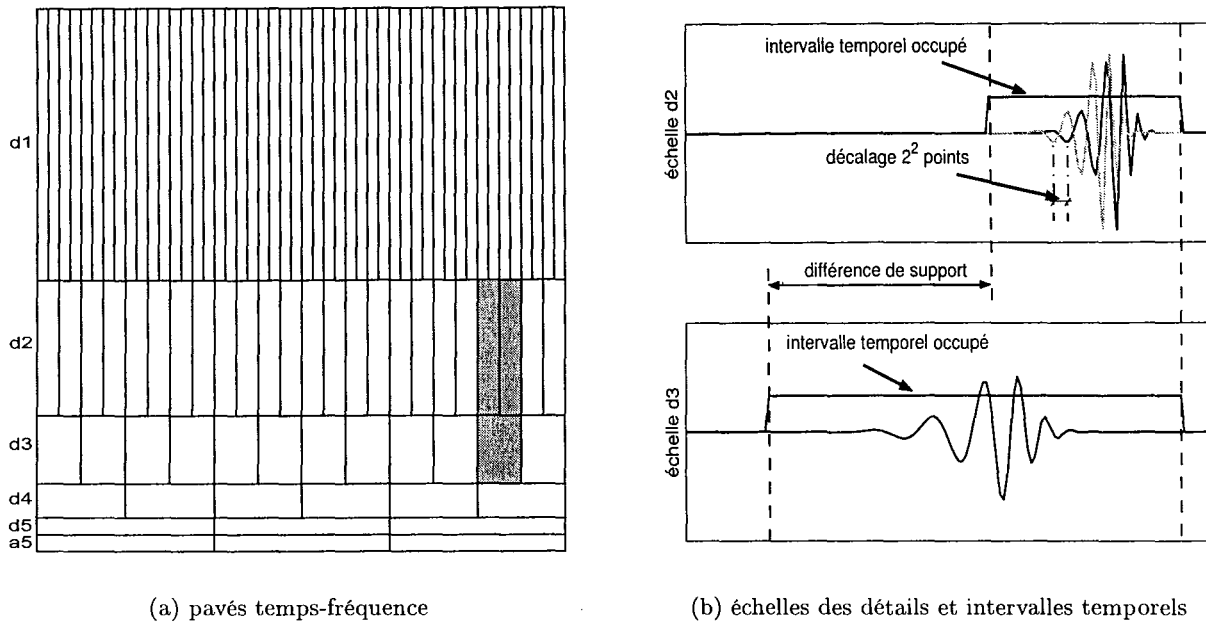 d1
d2
d3
d4
d5
a5
(a) pavés temps-fréquence
échelle d2
intervalle temporel occupé
décalage 2² points
différence de support
échelle d3
intervalle temporel occupé
(b) échelles des détails et intervalles temporels